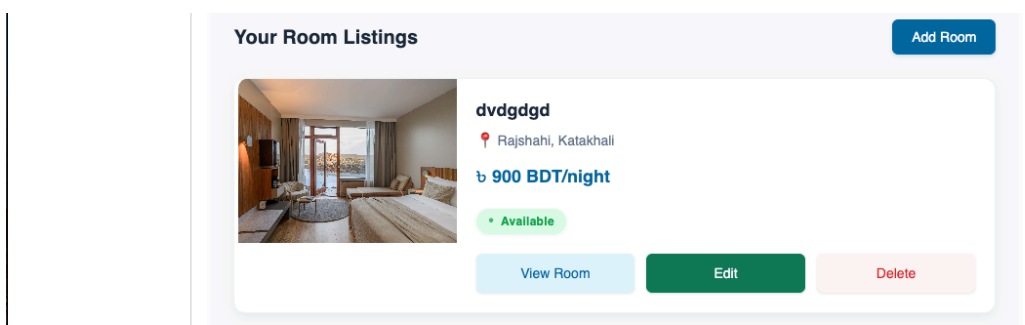 Your Room Listings
Add Room
dvdgdgd
📍 Rajshahi, Katakhali
৳ 900 BDT/night
• Available
View Room
Edit
Delete